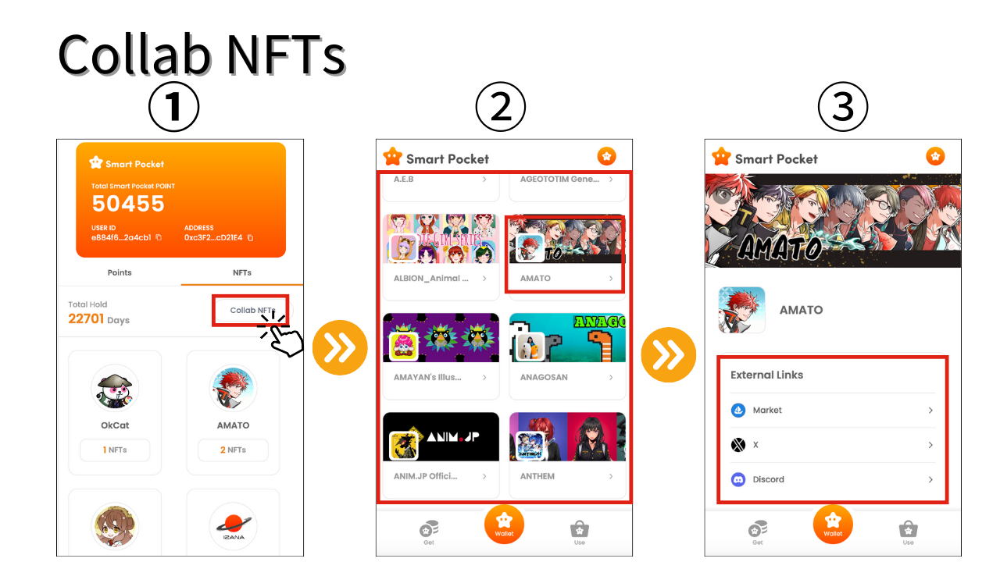 Collab NFTs
1
Smart Pocket
Total Smart Pocket POINT
50455
USER ID
ADDRESS
e884f6...2a4cb1
0xc3F2...cD21E4
Points
NFTs
Total Hold
22701 Days
Collab NFTs
OkCat
AMATO
1 NFTs
2 NFTs
IZANA
2
Smart Pocket
A.E.B
AGEOTOTIM Gene...
ALBION_Animal ...
AMATO
ANAGO
AMAYAN's Illus...
ANAGOSAN
ANIM.JP
ANTHEM
ANIM.JP Offici...
ANTHEM
Get
Wallet
Use
3
Smart Pocket
AMATO
AMATO
External Links
Market
X
Discord
Get
Wallet
Use